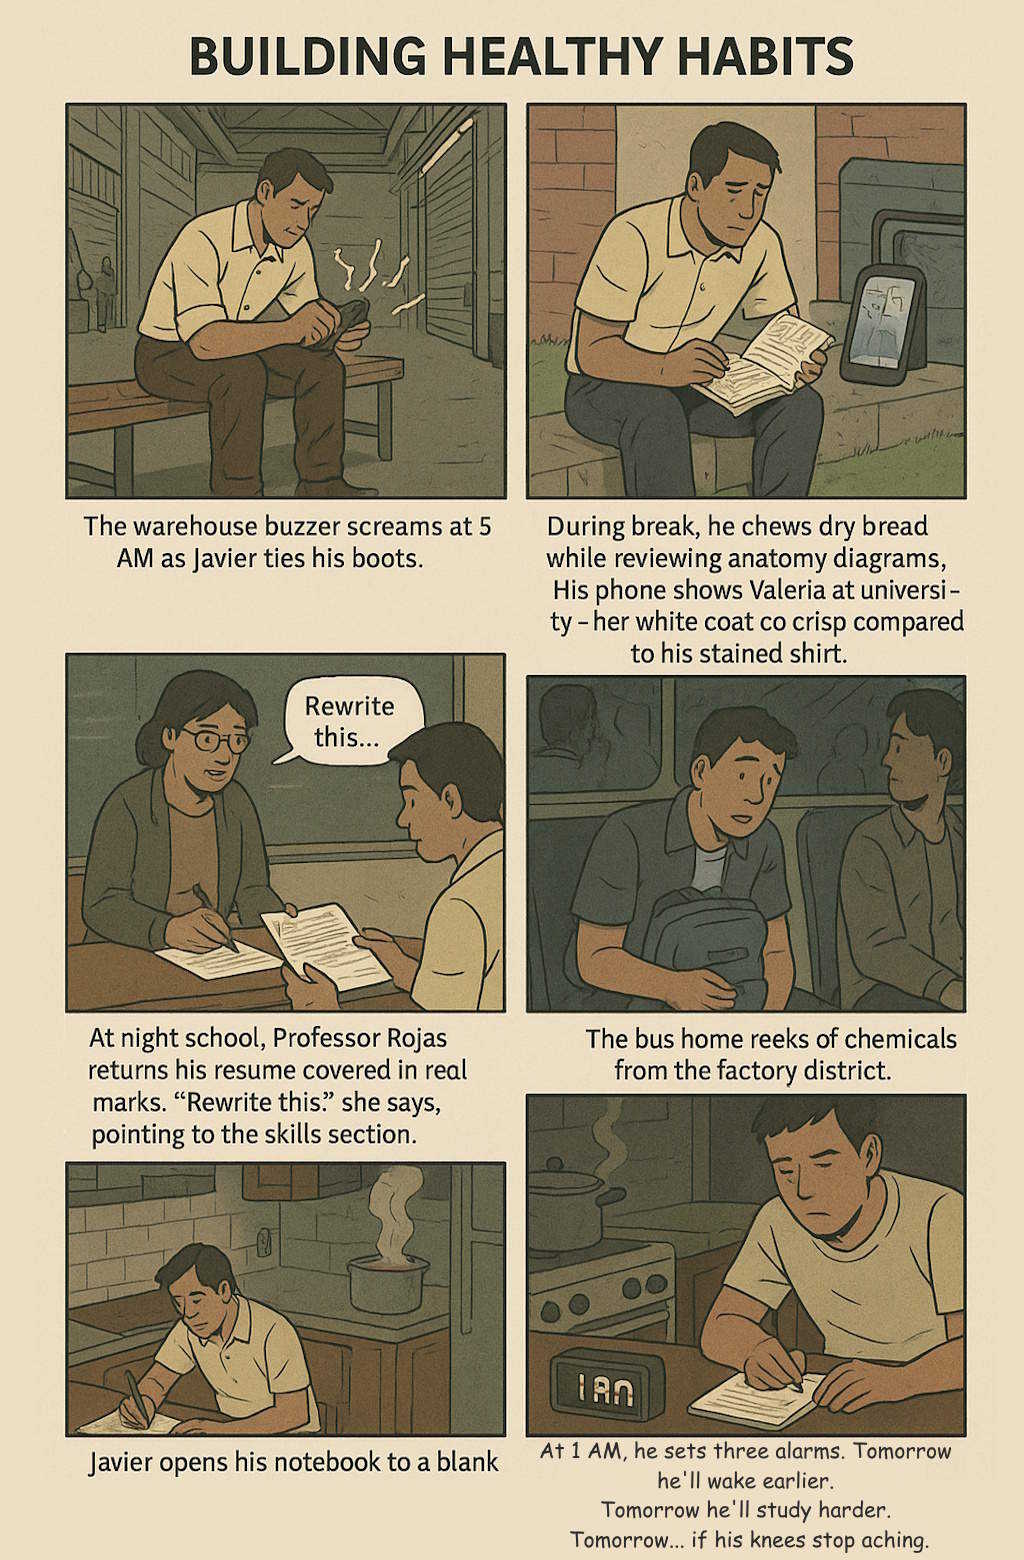 BUILDING HEALTHY HABITS
The warehouse buzzer screams at 5
AM as Javier ties his boots.
During break, he chews dry bread
while reviewing anatomy diagrams,
His phone shows Valeria at universi-
ty – her white coat co crisp compared
to his stained shirt.
Rewrite
this...
At night school, Professor Rojas
returns his resume covered in real
marks. “Rewrite this.” she says,
pointing to the skills section.
The bus home reeks of chemicals
from the factory district.
Javier opens his notebook to a blank
1 AM
At 1 AM, he sets three alarms. Tomorrow
he'll wake earlier.
Tomorrow he'll study harder.
Tomorrow... if his knees stop aching.